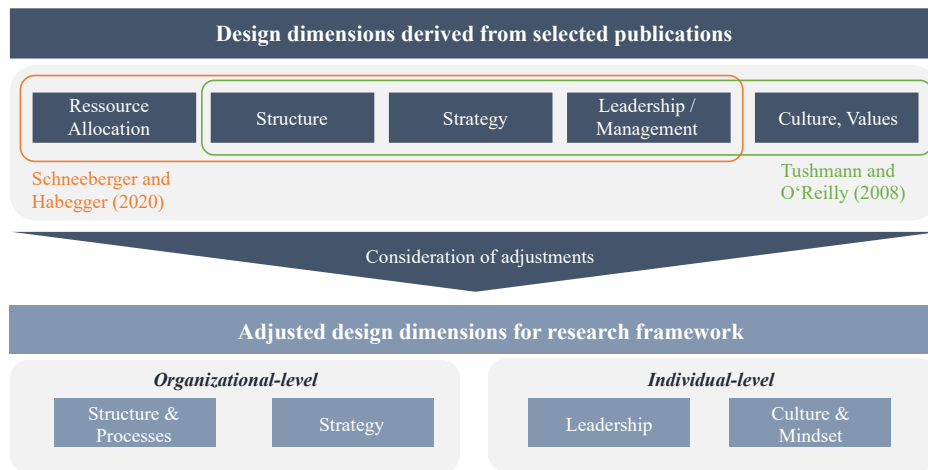 Design dimensions derived from selected publications
Ressource
Allocation
Structure
Strategy
Leadership /
Management
Culture, Values
Schneeberger and
Habegger (2020)
Tushmann and
O‘Reilly (2008)
Consideration of adjustments
Adjusted design dimensions for research framework
Organizational-level
Structure &
Processes
Strategy
Individual-level
Leadership
Culture &
Mindset